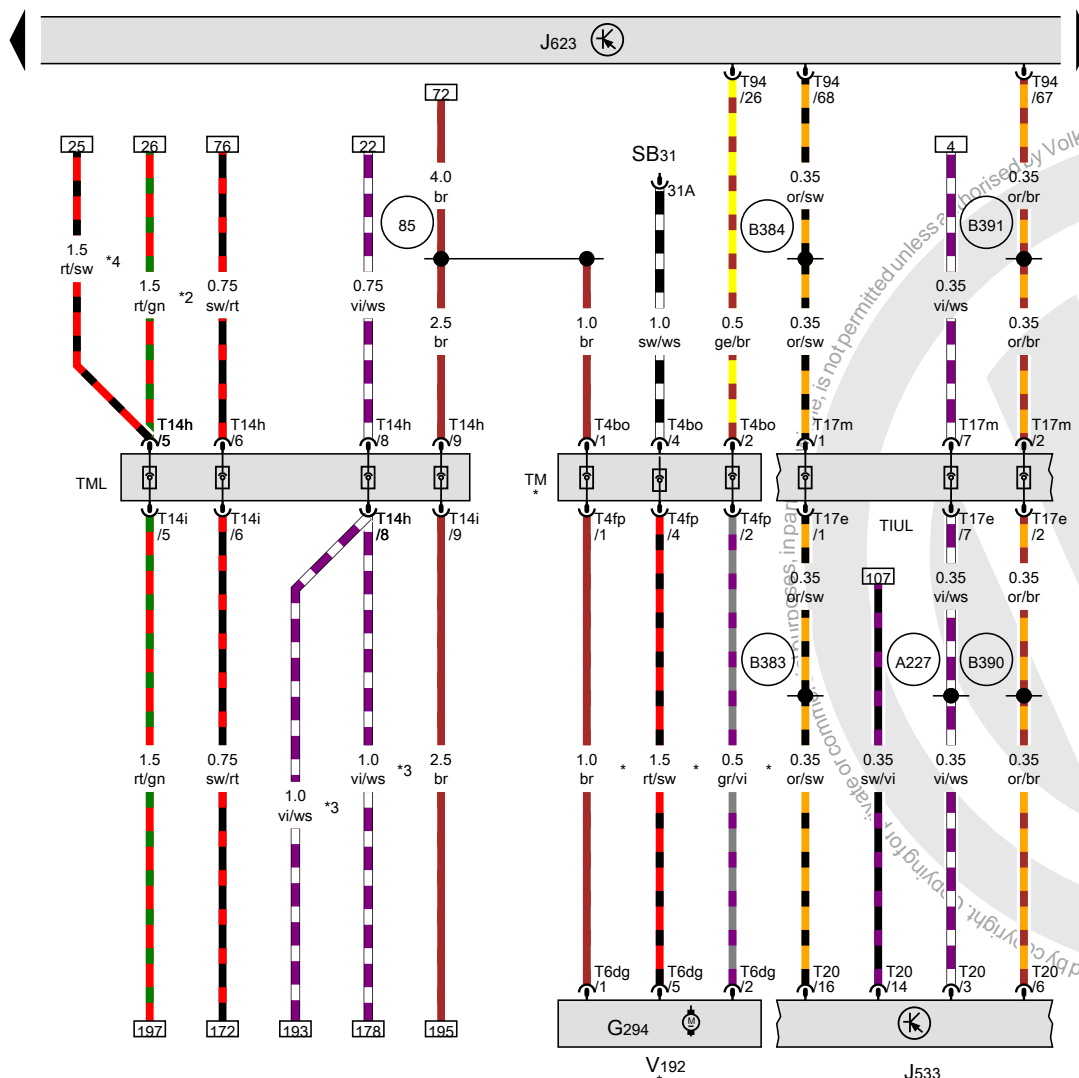 J623
T94 /26
T94 /68
T94 /67
72
25
26
76
22
SB31
4
31A
4.0 br
0.35 or/sw
0.35 or/br
85
B384
B391
1.5 rt/sw
*4
1.5 rt/gn
*2
0.75 sw/rt
0.75 vi/ws
0.35 vi/ws
2.5 br
1.0 br
1.0 sw/ws
0.5 ge/br
0.35 or/sw
0.35 or/br
T14h /5
T14h /6
T14h /8
T14h /9
T4bo /1
T4bo /4
T4bo /2
T17m /1
T17m /7
T17m /2
TML
TM
*
T14i /5
T14i /6
T14h /8
T14i /9
T4fp /1
T4fp /4
T4fp /2
T17e /1
TIUL
T17e /7
T17e /2
0.35 or/sw
107
0.35 vi/ws
0.35 or/br
B383
A227
B390
1.5 rt/gn
0.75 sw/rt
1.0 vi/ws
*3
1.0 vi/ws
*3
2.5 br
1.0 br
*
1.5 rt/sw
*
0.5 gr/vi
*
0.35 or/sw
0.35 sw/vi
0.35 vi/ws
0.35 or/br
T6dg /1
T6dg /5
T6dg /2
T20 /16
T20 /14
T20 /3
T20 /6
197
172
193
178
195
G294
M
V192
*
J533